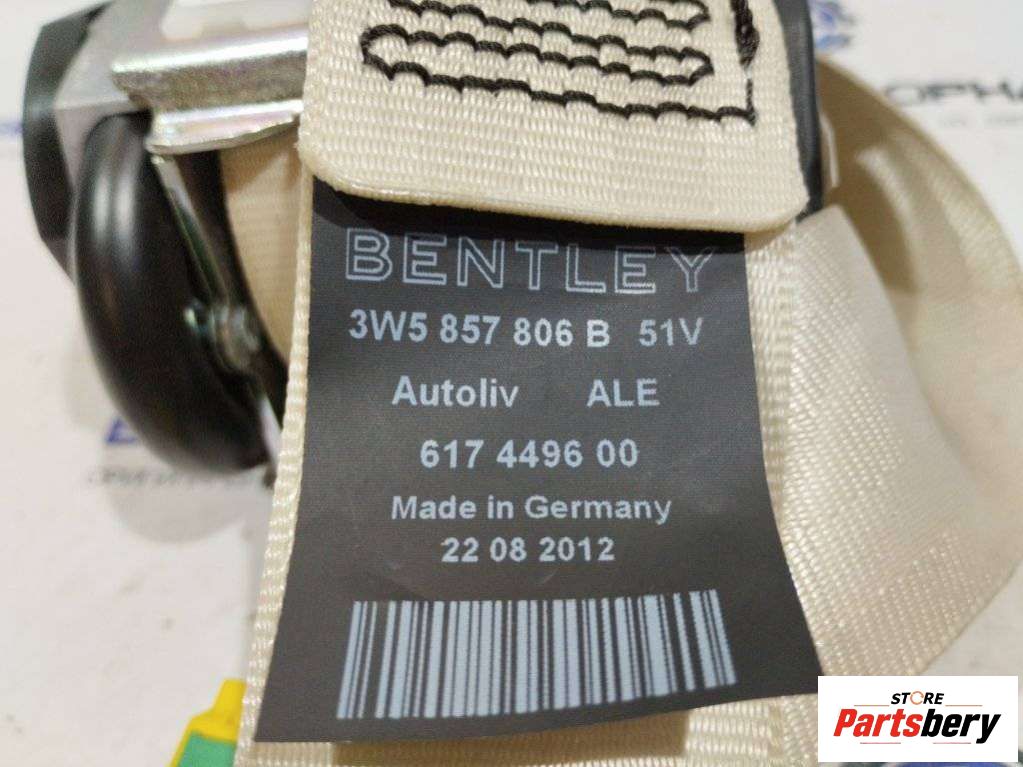 BENTLEY
3W5 857 806 B 51V
Autoliv ALE
617 4496 00
Made in Germany
22 08 2012
STORE
Partsbery